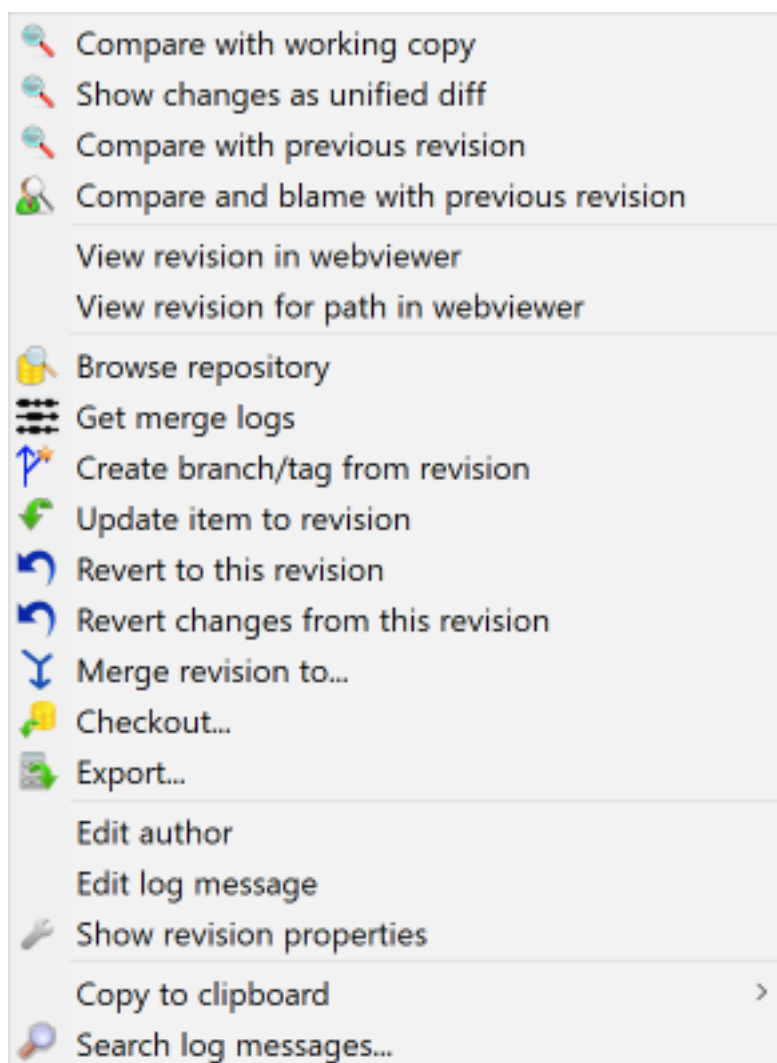 Compare with working copy
Show changes as unified diff
Compare with previous revision
Compare and blame with previous revision
View revision in webviewer
View revision for path in webviewer
Browse repository
Get merge logs
Create branch/tag from revision
Update item to revision
Revert to this revision
Revert changes from this revision
Merge revision to...
Checkout...
Export...
Edit author
Edit log message
Show revision properties
Copy to clipboard
Search log messages...